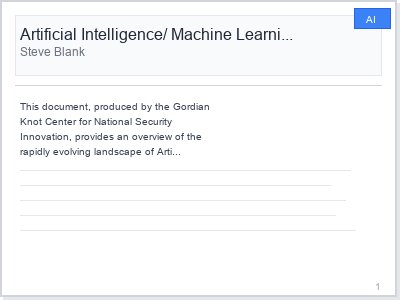 AI
Artificial Intelligence/ Machine Learni...
Steve Blank
This document, produced by the Gordian
Knot Center for National Security
Innovation, provides an overview of the
rapidly evolving landscape of Arti...
1